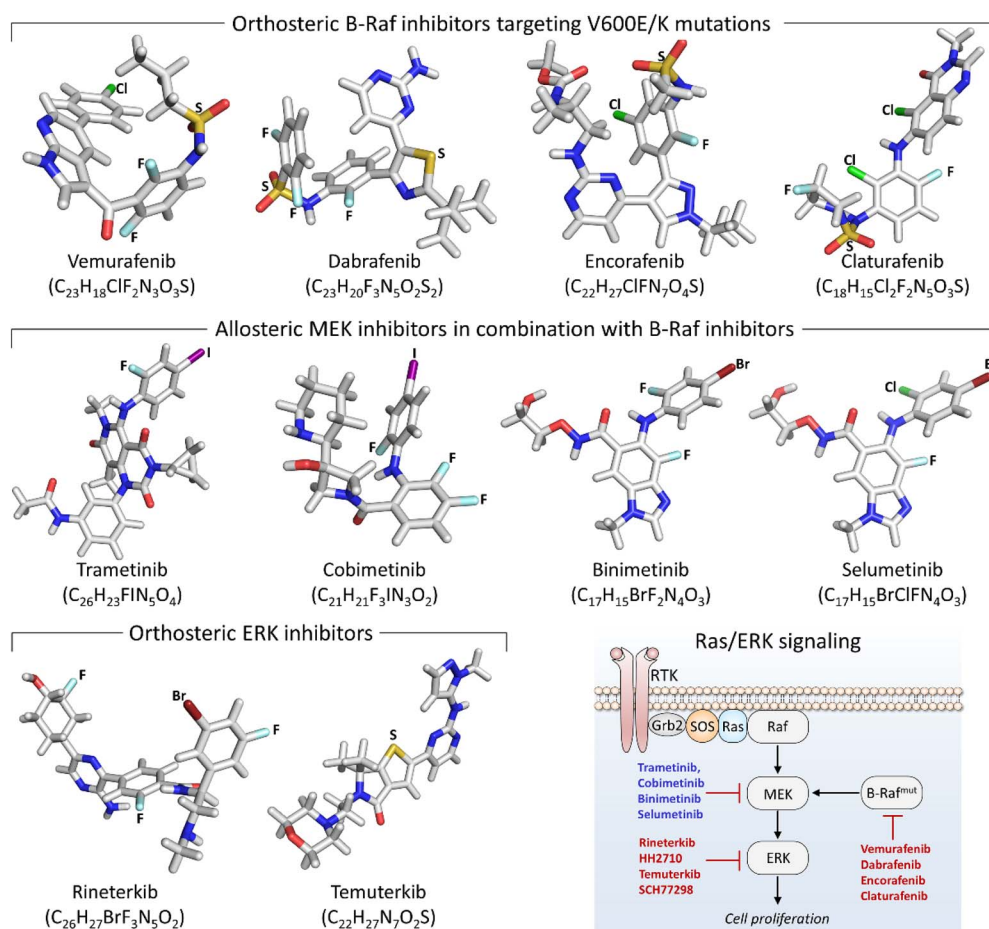 Orthosteric B-Raf inhibitors targeting V600E/K mutations
Cl
S
F
F
Vemurafenib
(C₂₃H₁₈ClF₂N₃O₃S)
F
S
S
F
F
Dabrafenib
(C₂₃H₂₀F₃N₅O₂S₂)
S
Cl
F
Encorafenib
(C₂₂H₂₇ClFN₇O₄S)
Cl
Cl
F
F
S
Claturafenib
(C₁₈H₁₅Cl₂F₂N₅O₃S)
Allosteric MEK inhibitors in combination with B-Raf inhibitors
F
I
Trametinib
(C₂₆H₂₃FIN₅O₄)
I
F
F
F
Cobimetinib
(C₂₁H₂₁F₃IN₃O₂)
Br
F
F
Binimetinib
(C₁₇H₁₅BrF₂N₄O₃)
Cl
F
Selumetinib
(C₁₇H₁₅BrClFN₄O₃)
Orthosteric ERK inhibitors
F
Br
F
F
Rineterkib
(C₂₆H₂₇BrF₃N₅O₂)
S
Temuterkib
(C₂₂H₂₇N₇O₂S)
Ras/ERK signaling
RTK
Grb2 SOS Ras Raf
Trametinib,
Cobimetinib
Binimetinib
Selumetinib
MEK
B-Rafᵐᵘᵗ
Rineterkib
HH2710
Temuterkib
SCH77298
ERK
Vemurafenib
Dabrafenib
Encorafenib
Claturafenib
Cell proliferation